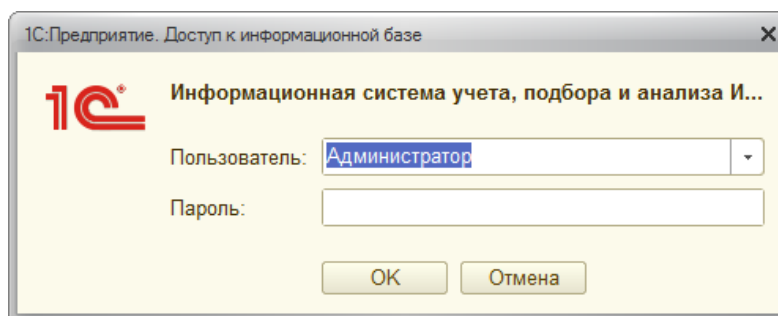 1С:Предприятие. Доступ к информационной базе
1С
Информационная система учета, подбора и анализа И...
Пользователь: Администратор
Пароль:
OK Отмена